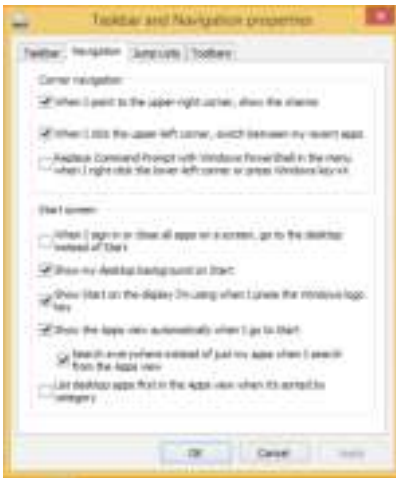 Taskbar and Navigation properties
Taskbar Navigation Jump Lists Toolbars
Corner navigation
When I point to the upper-right corner, show the charms
When I click the upper-left corner, switch between my recent apps
Replace Command Prompt with Windows PowerShell in the menu
when I right-click the lower-left corner or press Windows key+X
Start screen
When I sign in or close all apps on a screen, go to the desktop
instead of Start
Show my desktop background on Start
Show Start on the display I'm using when I press the Windows logo
key
Show the Apps view automatically when I go to Start
Search everywhere instead of just my apps when I search
from the Apps view
List desktop apps first in the Apps view when it's sorted by
category
OK Cancel Apply